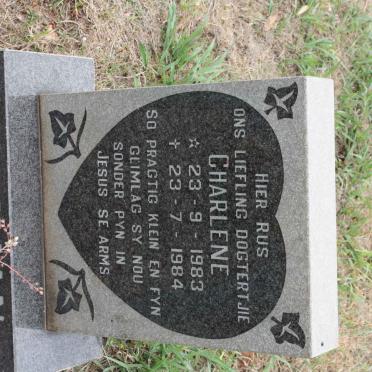 HIER RUS
ONS LIEFLING DOGTERTJIE
CHARLENE
☆ 23-9-1983
✝ 23-7-1984
SO PRAGTIG KLEIN EN FYN
GLIMLAG SY NOU
SONDER PYN IN
JESUS SE ARMS